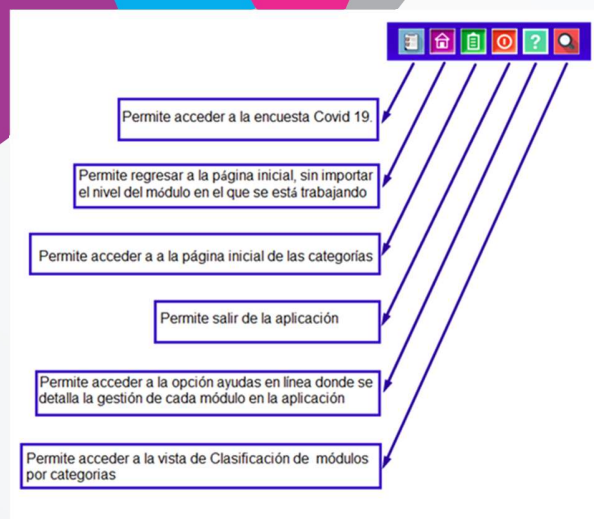 ?
Permite acceder a la encuesta Covid 19.
Permite regresar a la página inicial, sin importar
el nivel del módulo en el que se está trabajando
Permite acceder a a la página inicial de las categorías
Permite salir de la aplicación
Permite acceder a la opción ayudas en línea donde se
detalla la gestión de cada módulo en la aplicación
Permite acceder a la vista de Clasificación de módulos
por categorias